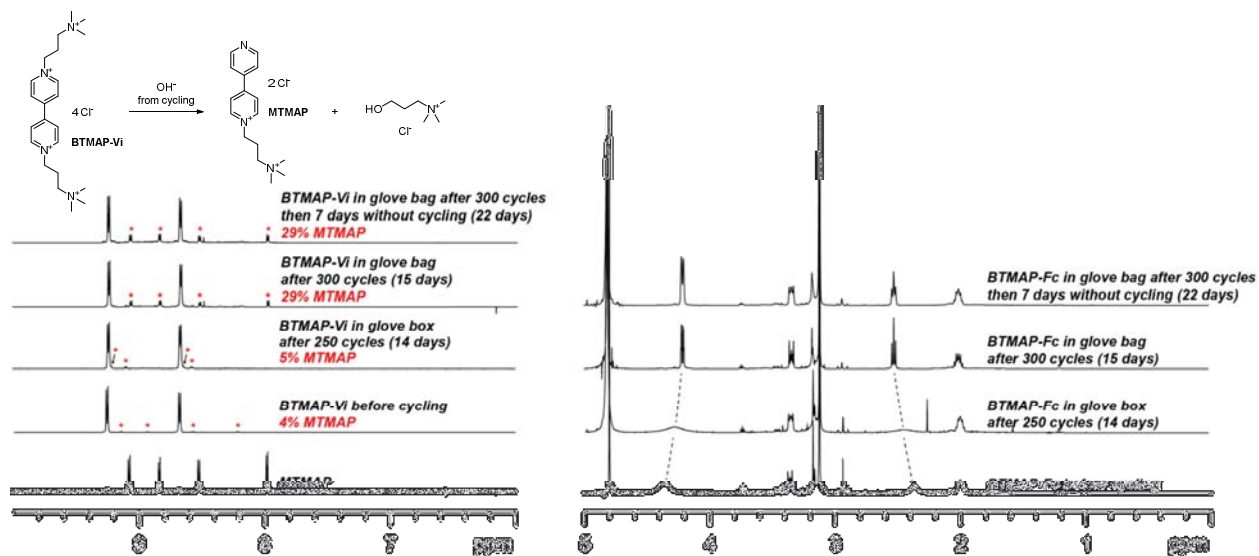 N⁺
N⁺
4 Cl⁻
BTMAP-Vi
N⁺
N⁺
OH⁻
from cycling
N
2 Cl⁻
MTMAP
N⁺
N⁺
+
HO
N⁺
Cl⁻
BTMAP-Vi in glove bag after 300 cycles
then 7 days without cycling (22 days)
29% MTMAP
BTMAP-Vi in glove bag
after 300 cycles (15 days)
29% MTMAP
BTMAP-Vi in glove box
after 250 cycles (14 days)
5% MTMAP
BTMAP-Vi before cycling
4% MTMAP
MTMAP
9 8 7 ppm
BTMAP-Fc in glove bag after 300 cycles
then 7 days without cycling (22 days)
BTMAP-Fc in glove bag
after 300 cycles (15 days)
BTMAP-Fc in glove box
after 250 cycles (14 days)
5 4 3 2 1 ppm